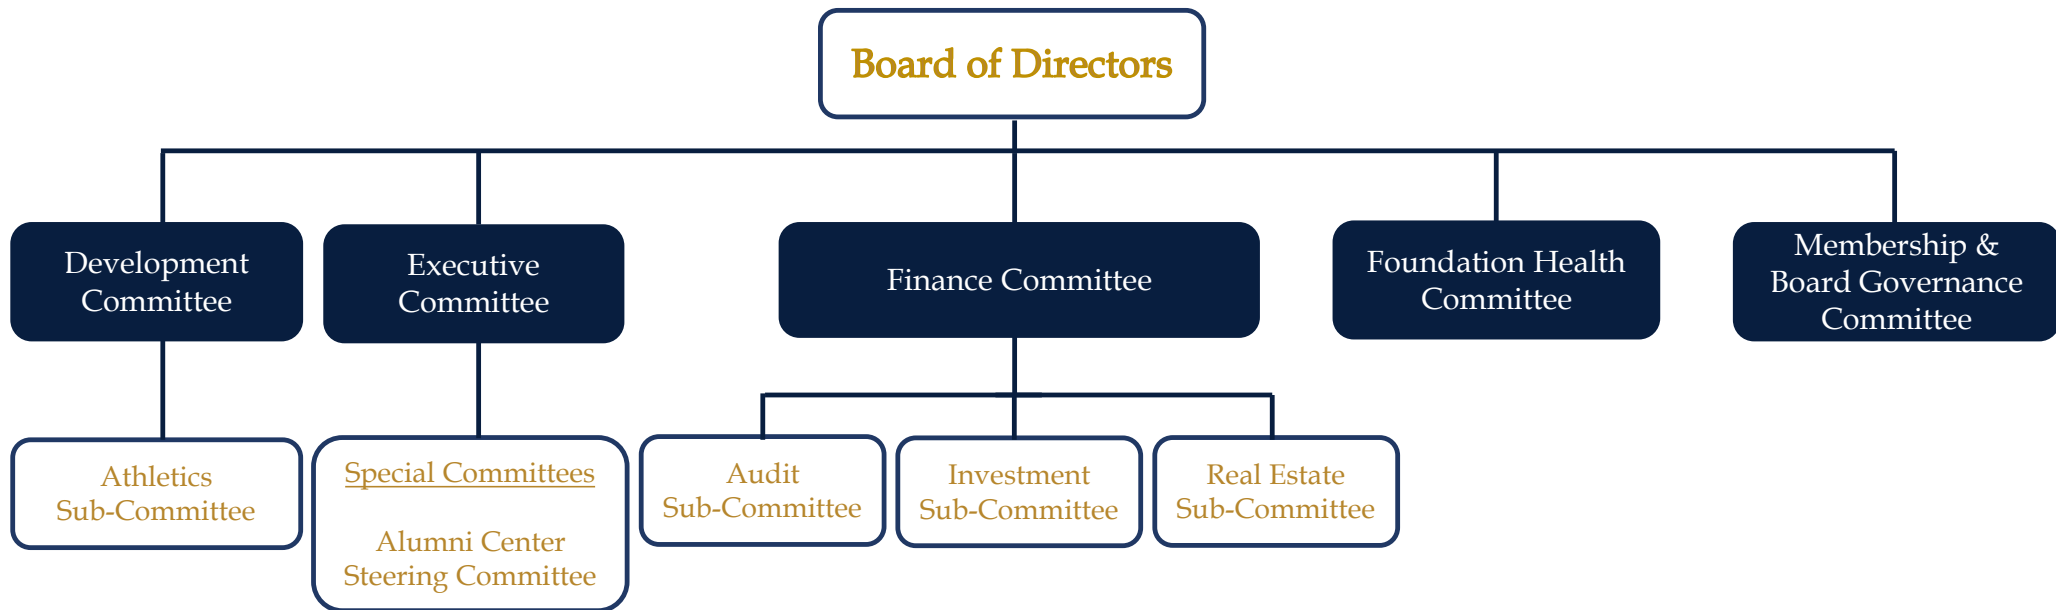 Board of Directors
Development
Committee
Executive
Committee
Finance Committee
Foundation Health
Committee
Membership &
Board Governance
Committee
Athletics
Sub-Committee
Special Committees
Alumni Center
Steering Committee
Audit
Sub-Committee
Investment
Sub-Committee
Real Estate
Sub-Committee